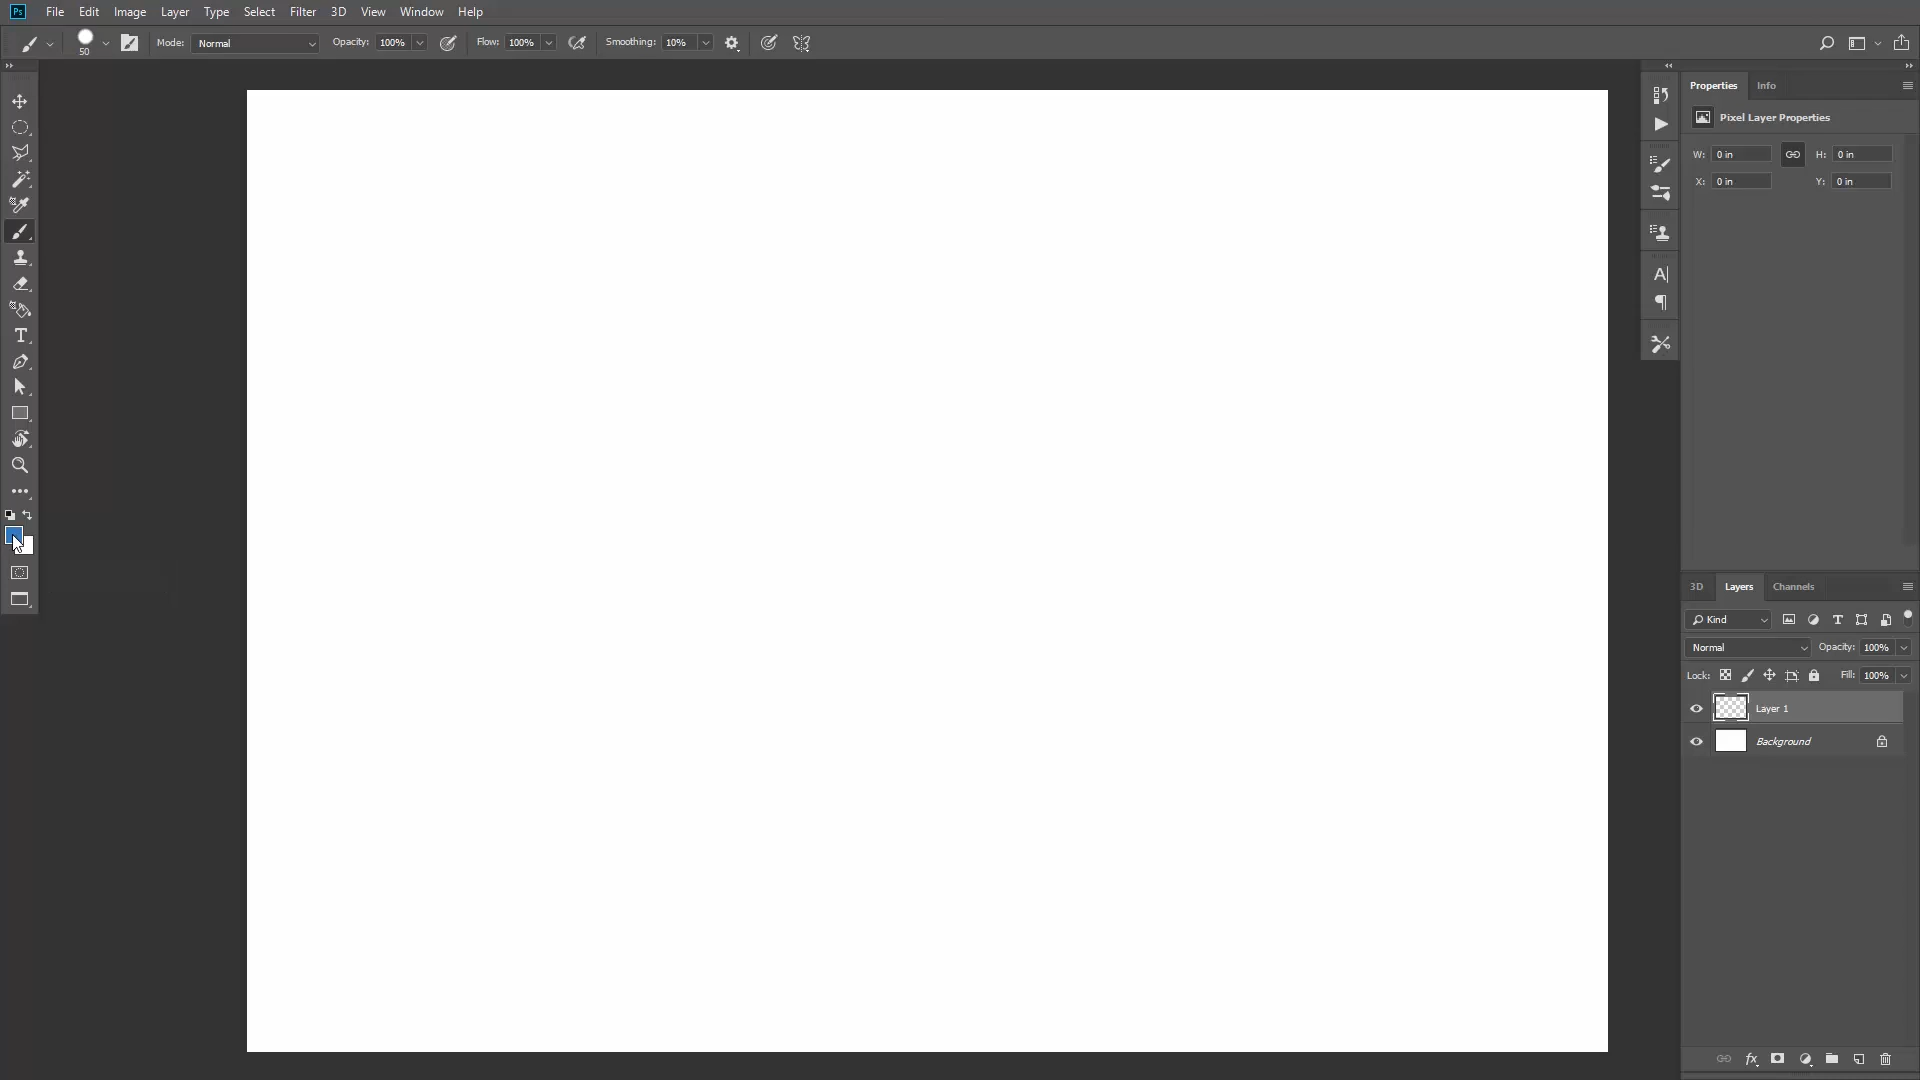 Ps File Edit Image Layer Type Select Filter 3D View Window Help
50 Mode: Normal Opacity: 100% Flow: 100% Smoothing: 10%
Properties Info
Pixel Layer Properties
W: 0 in H: 0 in
X: 0 in Y: 0 in
3D Layers Channels
Kind
Normal Opacity: 100%
Lock: Fill: 100%
Layer 1
Background